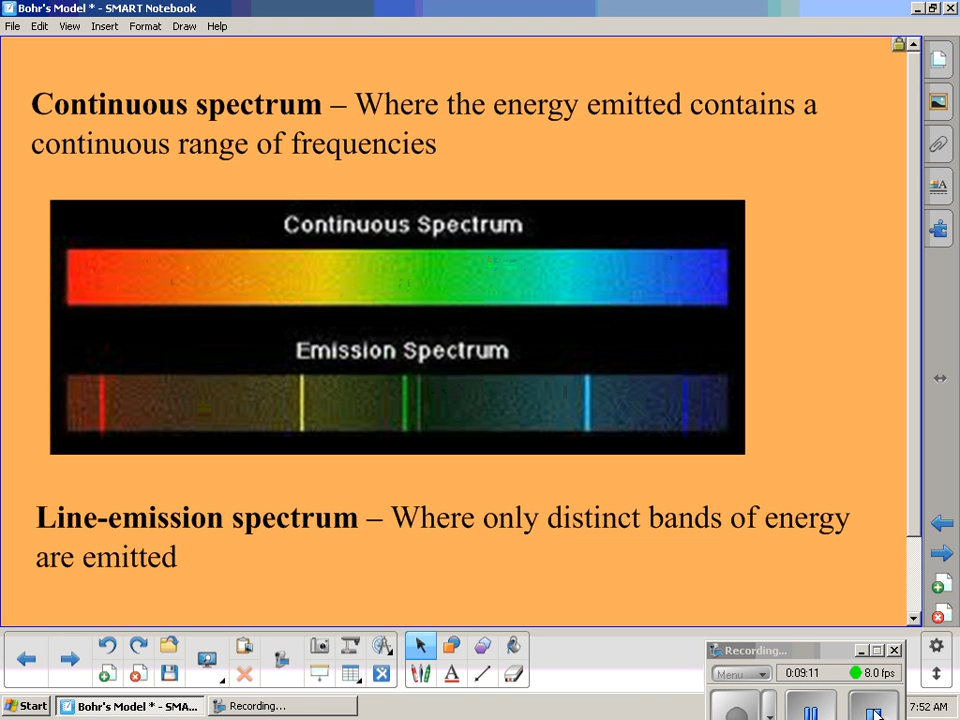 Bohr's Model * - SMART Notebook
File Edit View Insert Format Draw Help
Continuous spectrum – Where the energy emitted contains a
continuous range of frequencies
Continuous Spectrum
Emission Spectrum
Line-emission spectrum – Where only distinct bands of energy
are emitted
Recording...
Menu 0:09:11 8.0 fps
Start Bohr's Model * - SMA... Recording... 7:52 AM